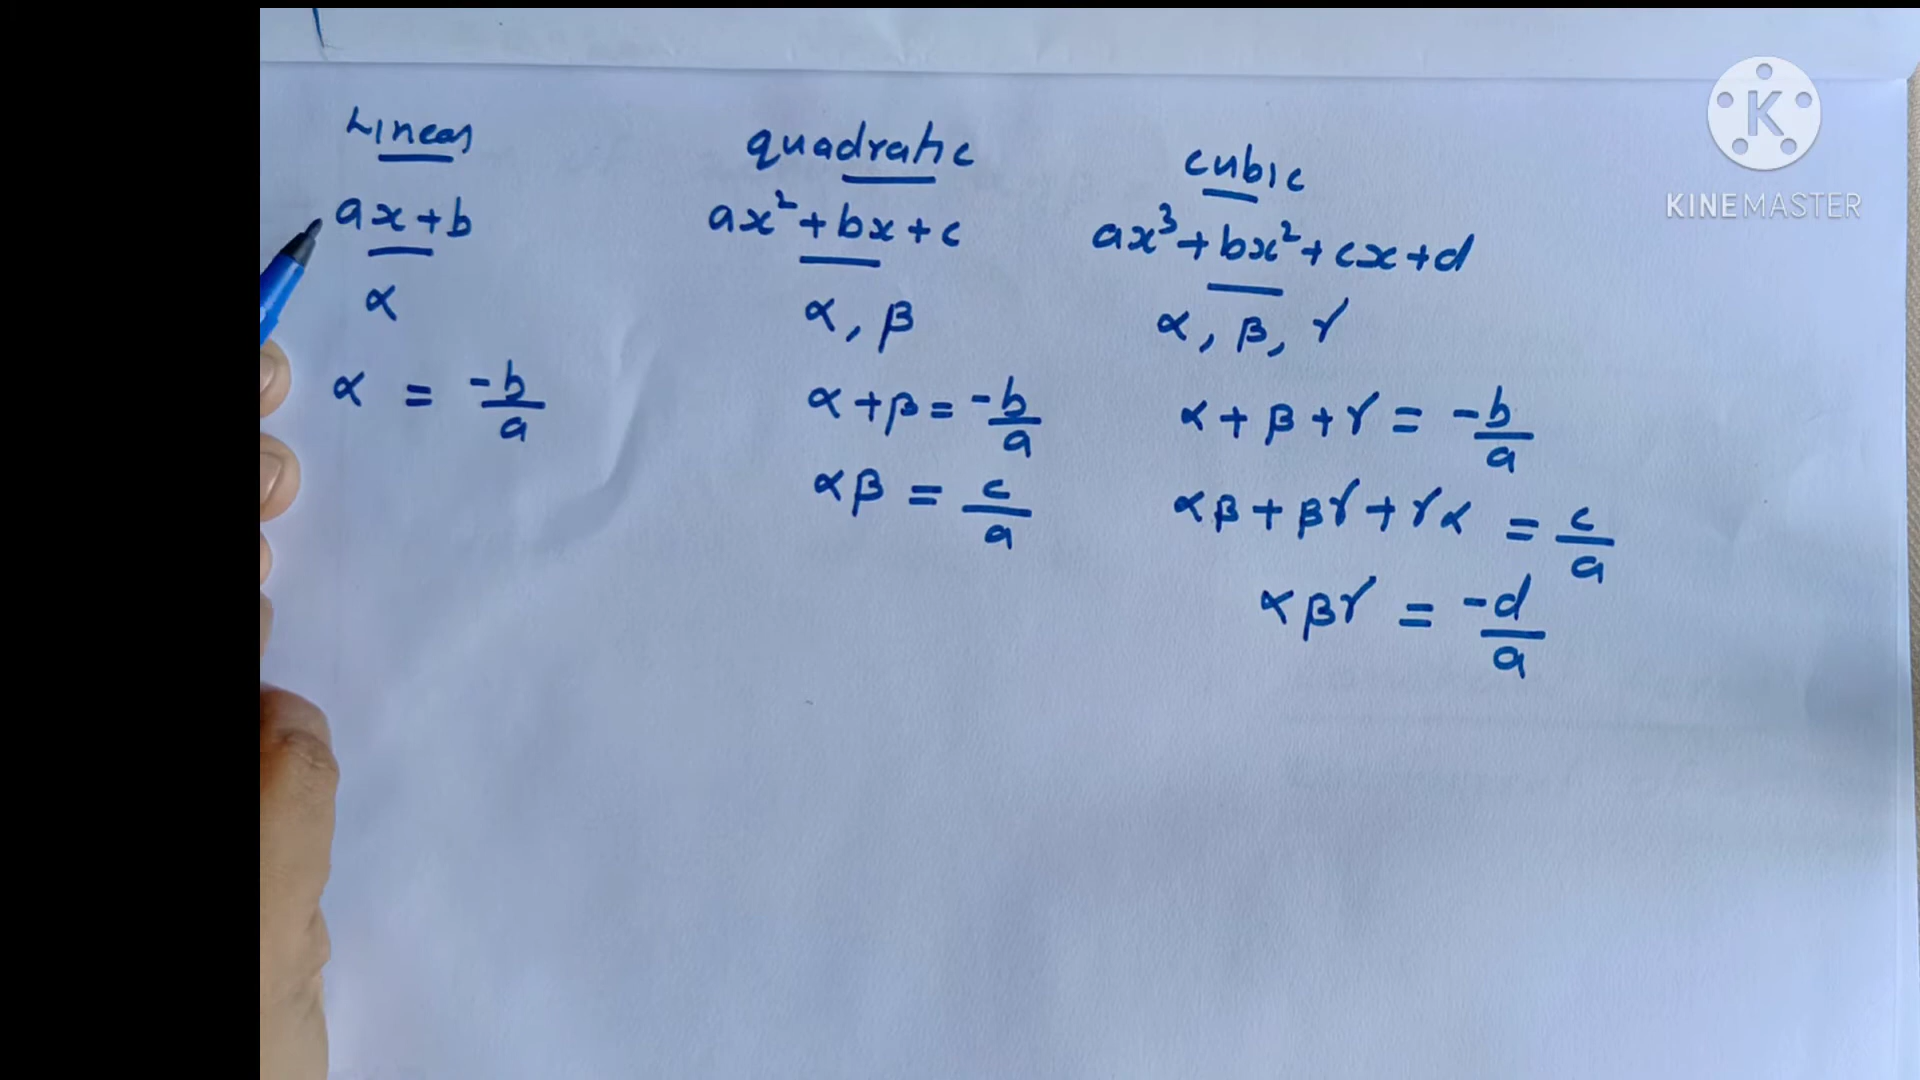 Linear
ax+b
α
α = -b/a
quadratic
ax²+bx+c
α, β
α+β = -b/a
αβ = c/a
cubic
ax³+bx²+cx+d
α, β, γ
α+β+γ = -b/a
αβ+βγ+γα = c/a
αβγ = -d/a
K
KINEMASTER